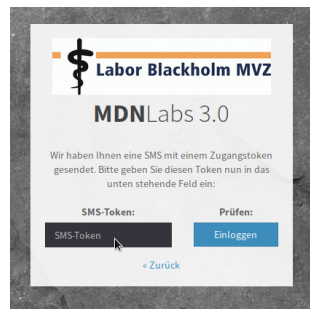 Labor Blackholm MVZ
MDNLabs 3.0
Wir haben Ihnen eine SMS mit einem Zugangstoken
gesendet. Bitte geben Sie diesen Token nun in das
unten stehende Feld ein:
SMS-Token: Prüfen:
SMS-Token Einloggen
« Zurück